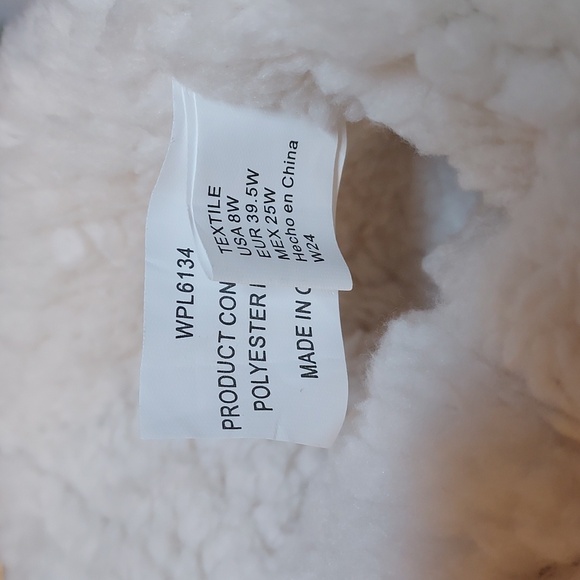 WPL6134
PRODUCT CON
POLYESTER
MADE IN C
TEXTILE
USA 8W
EUR 39.5W
MEX 25W
Hecho en China
W24